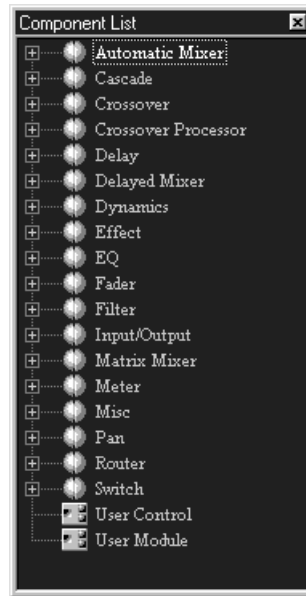 Component List
Automatic Mixer
Cascade
Crossover
Crossover Processor
Delay
Delayed Mixer
Dynamics
Effect
EQ
Fader
Filter
Input/Output
Matrix Mixer
Meter
Misc
Pan
Router
Switch
User Control
User Module